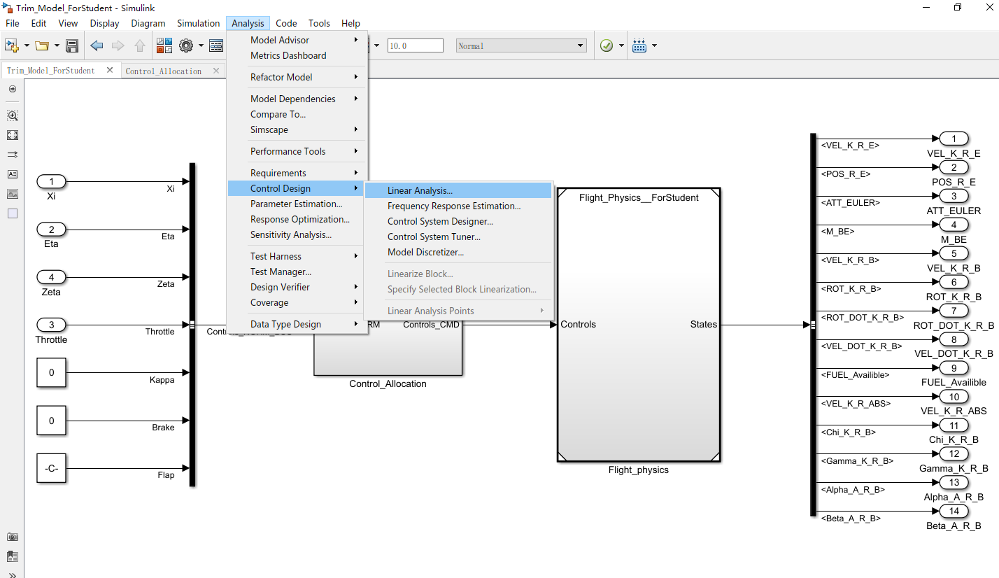 Trim_Model_ForStudent - Simulink
File Edit View Display Diagram Simulation Analysis Code Tools Help
10.0 Normal
Trim_Model_ForStudent Control_Allocation
Model Advisor
Metrics Dashboard
Refactor Model
Model Dependencies
Compare To...
Simscape
Performance Tools
Requirements
Control Design
Parameter Estimation...
Response Optimization...
Sensitivity Analysis...
Test Harness
Test Manager...
Design Verifier
Coverage
Data Type Design
Linear Analysis...
Frequency Response Estimation...
Control System Designer...
Control System Tuner...
Model Discretizer...
Linearize Block...
Specify Selected Block Linearization...
Linear Analysis Points
1
Xi
Xi
2
Eta
Eta
4
Zeta
Zeta
3
Throttle
Throttle
0
Kappa
0
Brake
-C-
Flap
RM
Controls_CMD
Control_Allocation
Flight_Physics__ForStudent
Controls
States
Flight_physics
<VEL_K_R_E>
1
VEL_K_R_E
<POS_R_E>
2
POS_R_E
<ATT_EULER>
3
ATT_EULER
<M_BE>
4
M_BE
<VEL_K_R_B>
5
VEL_K_R_B
<ROT_K_R_B>
6
ROT_K_R_B
<ROT_DOT_K_R_B>
7
ROT_DOT_K_R_B
<VEL_DOT_K_R_B>
8
VEL_DOT_K_R_B
<FUEL_Availible>
9
FUEL_Availible
<VEL_K_R_ABS>
10
VEL_K_R_ABS
<Chi_K_R_B>
11
Chi_K_R_B
<Gamma_K_R_B>
12
Gamma_K_R_B
<Alpha_A_R_B>
13
Alpha_A_R_B
<Beta_A_R_B>
14
Beta_A_R_B